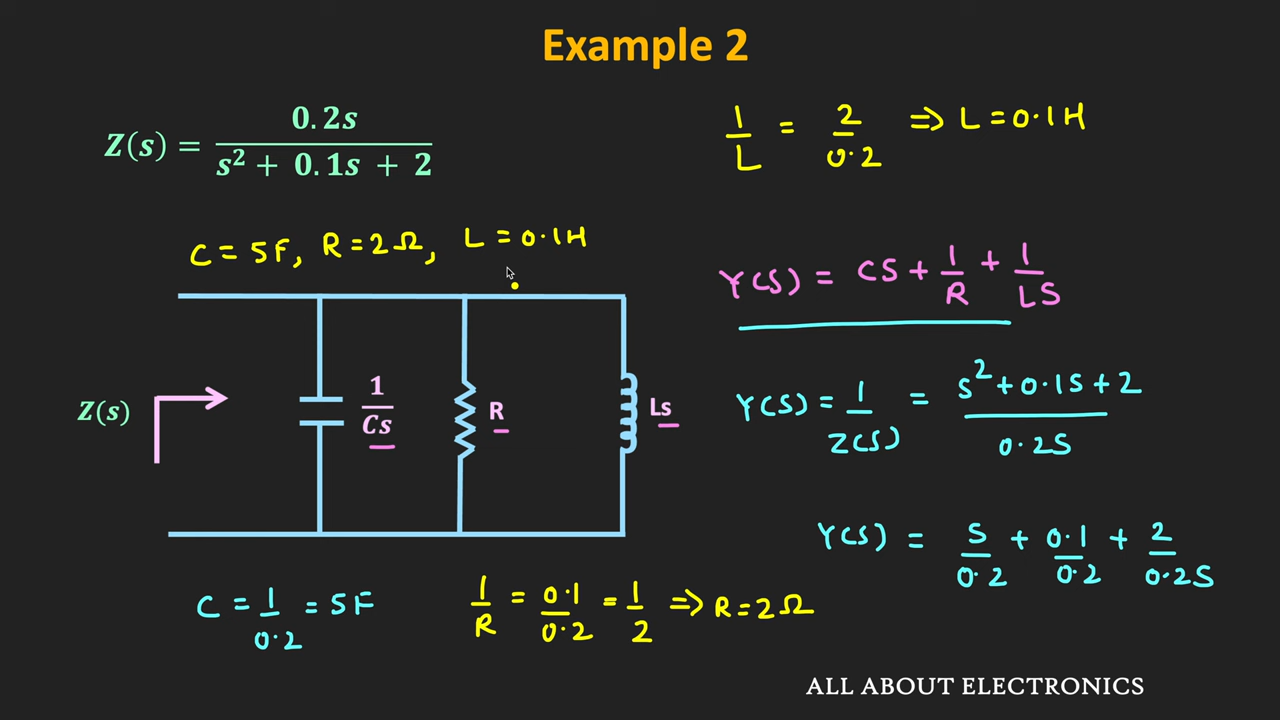 Example 2
Z(s) = 0.2s / s² + 0.1s + 2
1/L = 2/0.2 ⇒ L = 0.1H
C = 5F, R = 2Ω, L = 0.1H
Y(S) = CS + 1/R + 1/LS
Y(S) = 1/Z(S) = S² + 0.1S + 2 / 0.2S
Z(s)
1/Cs
R
Ls
Y(S) = S/0.2 + 0.1/0.2 + 2/0.2S
C = 1/0.2 = 5F
1/R = 0.1/0.2 = 1/2 ⇒ R = 2Ω
ALL ABOUT ELECTRONICS